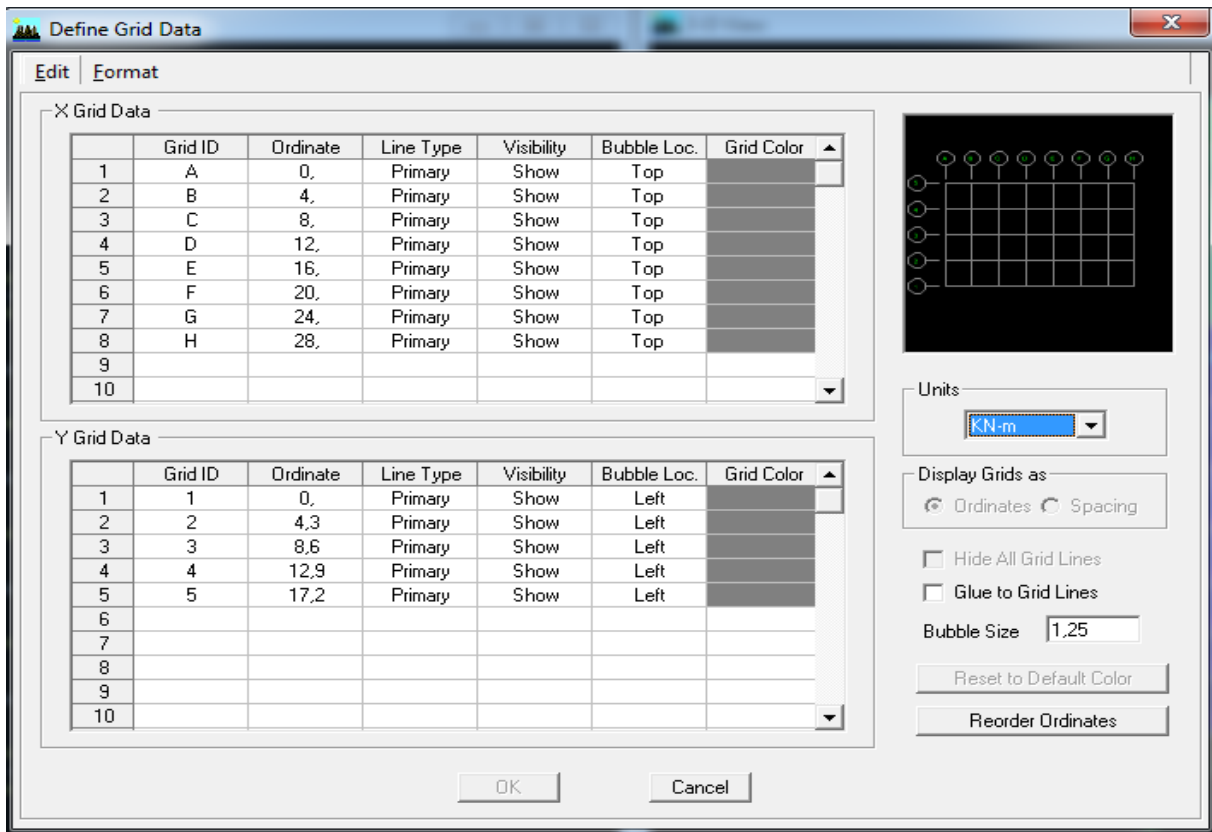 Define Grid Data
Edit Format
X Grid Data
Grid ID Ordinate Line Type Visibility Bubble Loc. Grid Color
1 A 0, Primary Show Top
2 B 4, Primary Show Top
3 C 8, Primary Show Top
4 D 12, Primary Show Top
5 E 16, Primary Show Top
6 F 20, Primary Show Top
7 G 24, Primary Show Top
8 H 28, Primary Show Top
9
10
Y Grid Data
Grid ID Ordinate Line Type Visibility Bubble Loc. Grid Color
1 1 0, Primary Show Left
2 2 4,3 Primary Show Left
3 3 8,6 Primary Show Left
4 4 12,9 Primary Show Left
5 5 17,2 Primary Show Left
6
7
8
9
10
Units
KN-m
Display Grids as
Ordinates Spacing
Hide All Grid Lines
Glue to Grid Lines
Bubble Size 1,25
Reset to Default Color
Reorder Ordinates
OK Cancel